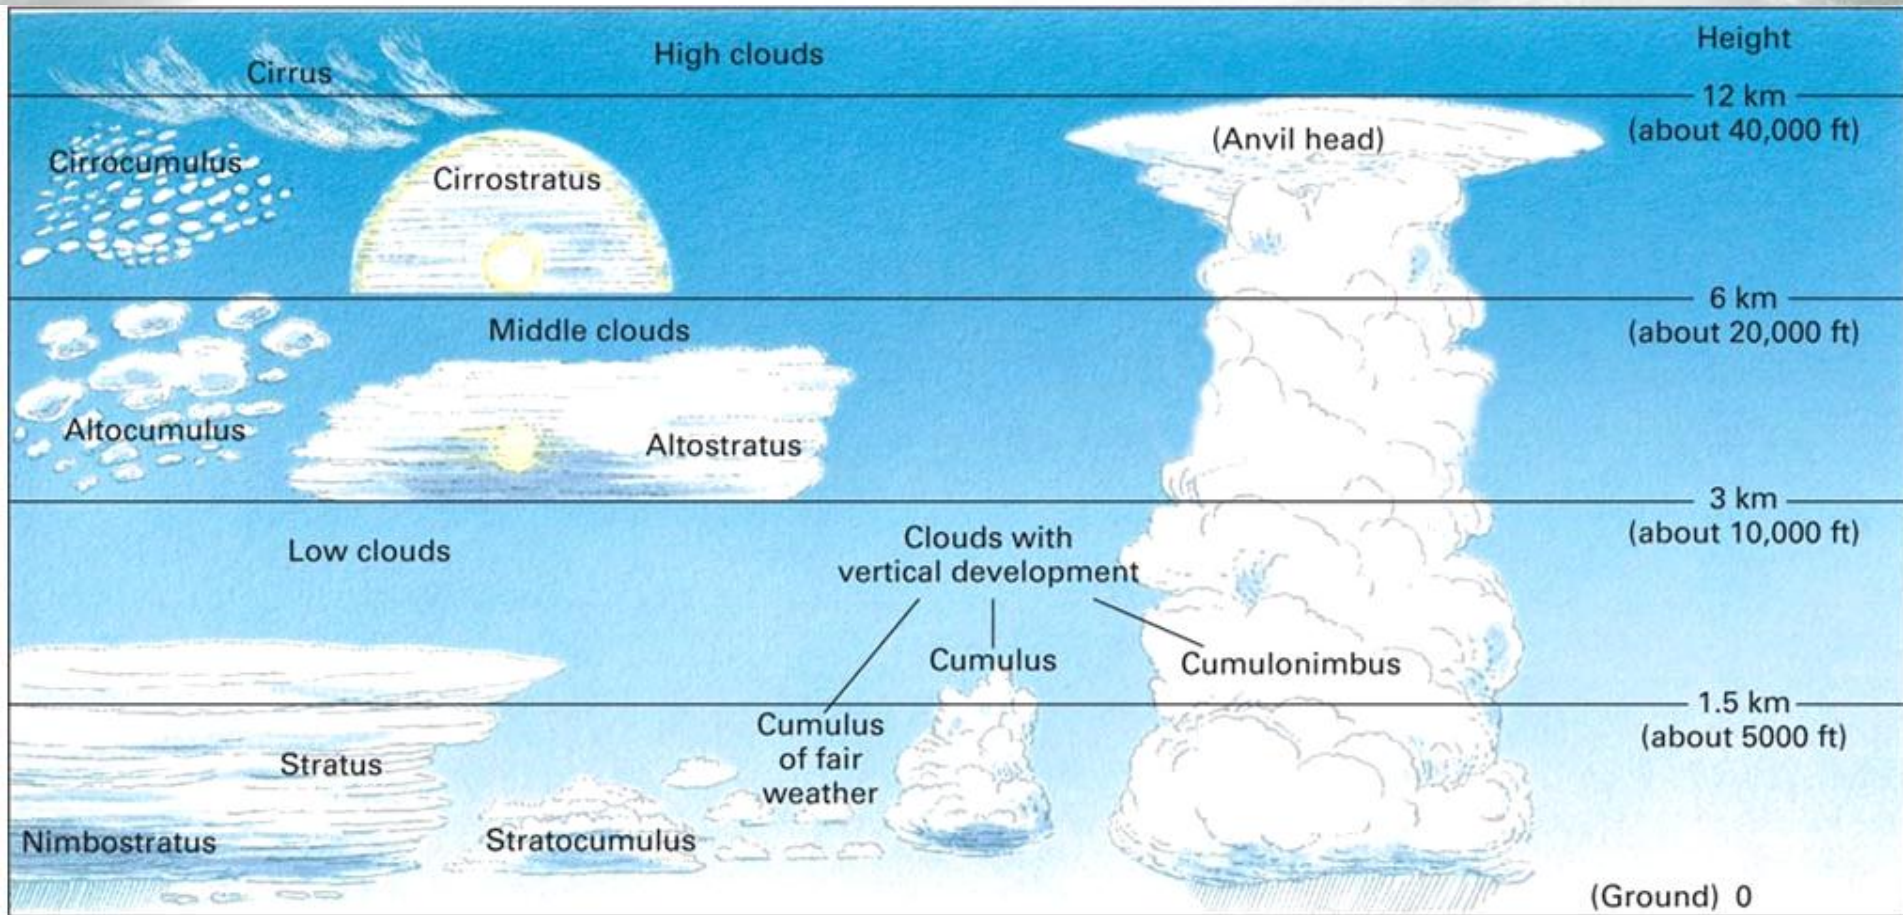 High clouds
Height
Cirrus
12 km
(about 40,000 ft)
(Anvil head)
Cirrocumulus
Cirrostratus
6 km
(about 20,000 ft)
Middle clouds
Altocumulus
Altostratus
3 km
(about 10,000 ft)
Low clouds
Clouds with
vertical development
Cumulus
Cumulonimbus
1.5 km
(about 5000 ft)
Cumulus
of fair
weather
Stratus
Nimbostratus
Stratocumulus
(Ground) 0